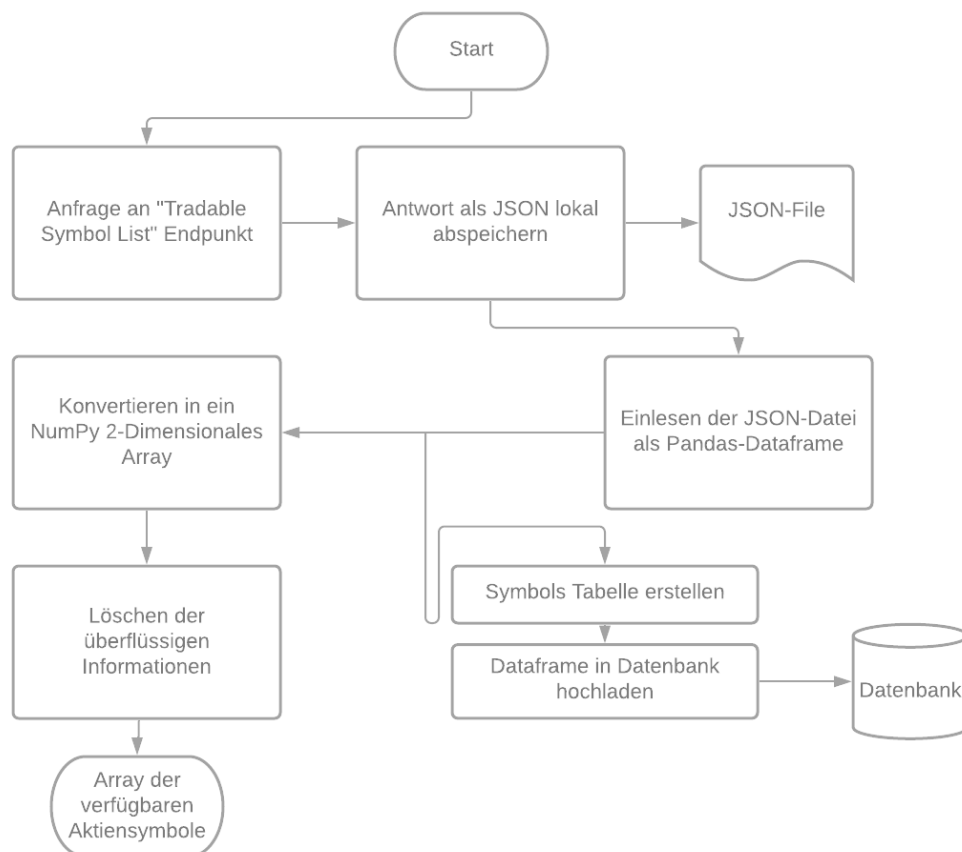 Start
Anfrage an "Tradable
Symbol List" Endpunkt
Antwort als JSON lokal
abspeichern
JSON-File
Konvertieren in ein
NumPy 2-Dimensionales
Array
Einlesen der JSON-Datei
als Pandas-Dataframe
Symbols Tabelle erstellen
Löschen der
überflüssigen
Informationen
Dataframe in Datenbank
hochladen
Datenbank
Array der
verfügbaren
Aktiensymbole